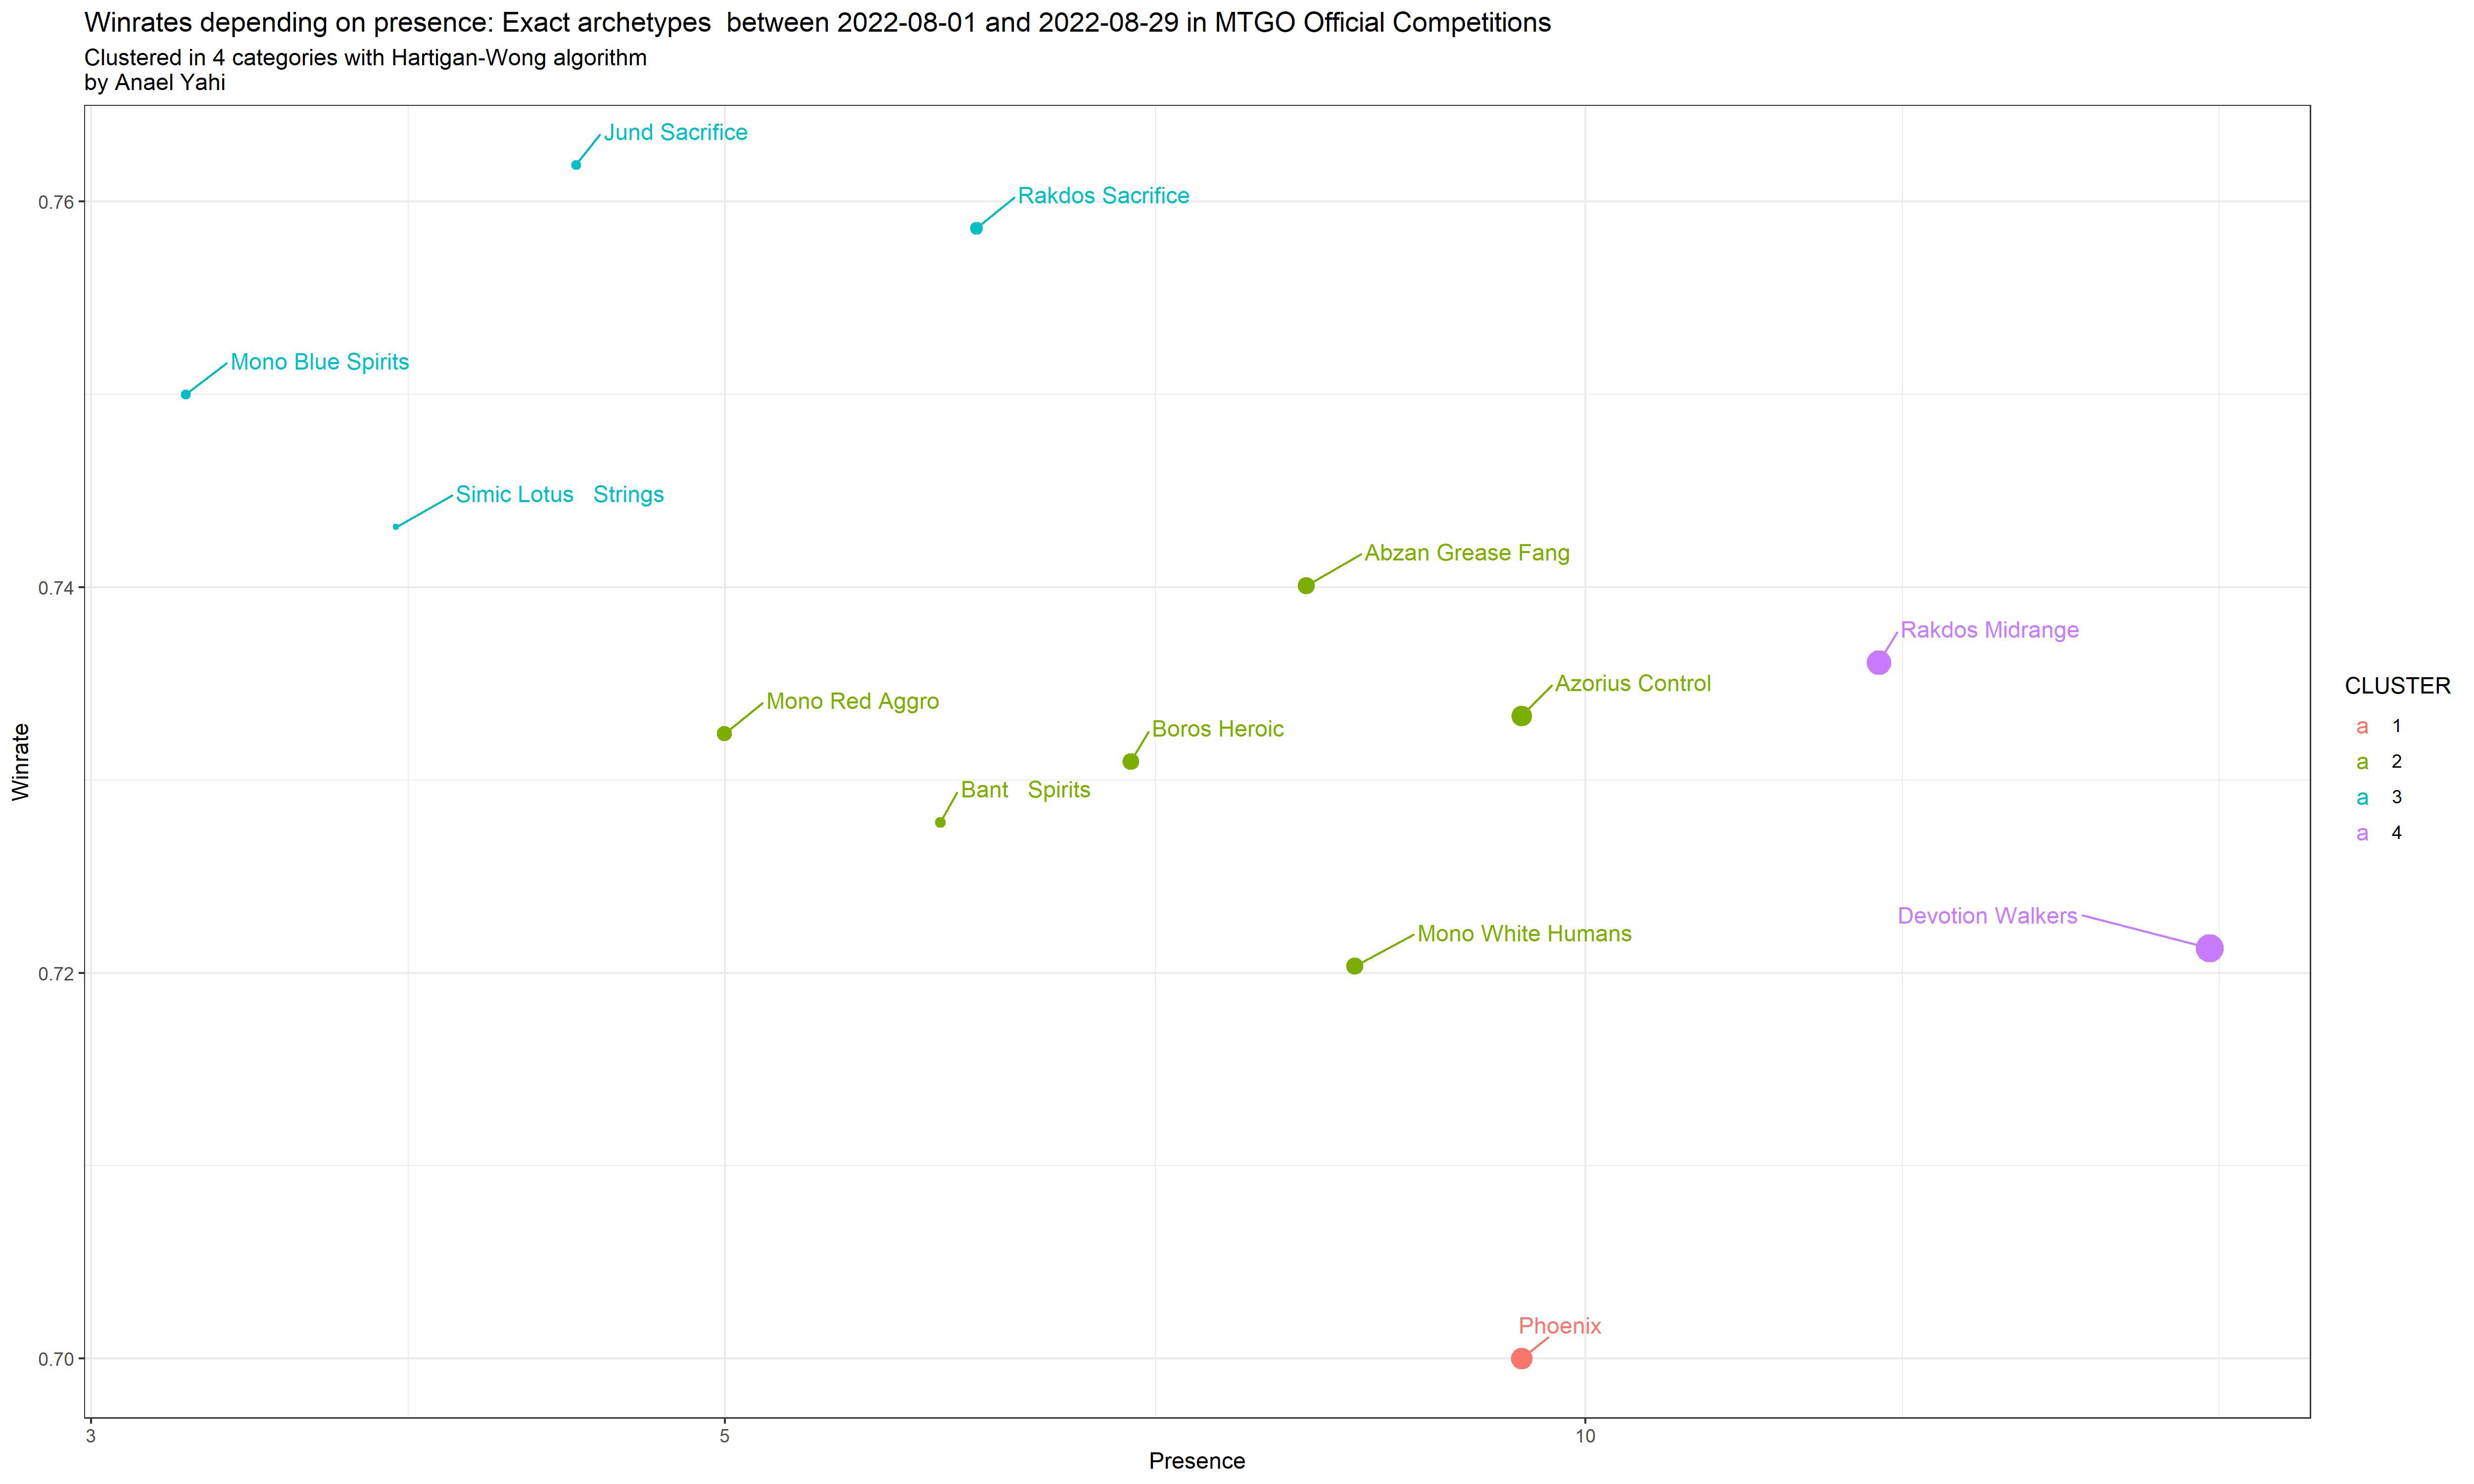 Winrates depending on presence: Exact archetypes  between 2022-08-01 and 2022-08-29 in MTGO Official Competitions
Clustered in 4 categories with Hartigan-Wong algorithm
by Anael Yahi
Jund Sacrifice
Rakdos Sacrifice
0.76
Mono Blue Spirits
Simic Lotus   Strings
Abzan Grease Fang
0.74
Rakdos Midrange
Azorius Control
Mono Red Aggro
Boros Heroic
Bant   Spirits
Winrate
Devotion Walkers
Mono White Humans
0.72
Phoenix
0.70
3
5
10
Presence
CLUSTER
a 1
a 2
a 3
a 4